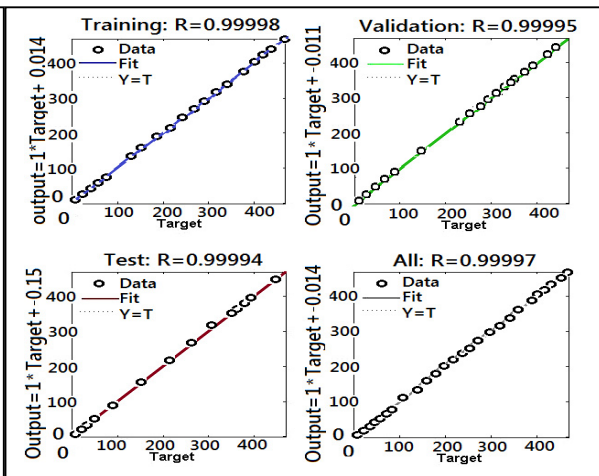 Training: R=0.99998
output=1*Target+ 0.014
Data
Fit
Y=T
400
300
200
100
0
0
100
200
300
400
Target
Validation: R=0.99995
Output=1*Target+-0.011
Data
Fit
Y=T
400
300
200
100
0
0
100
200
300
400
Target
Test: R=0.99994
Output=1*Target+-0.15
Data
Fit
Y=T
400
300
200
100
0
0
100
200
300
400
Target
All: R=0.99997
Output=1*Target+-0.014
Data
Fit
Y=T
400
300
200
100
0
0
100
200
300
400
Target